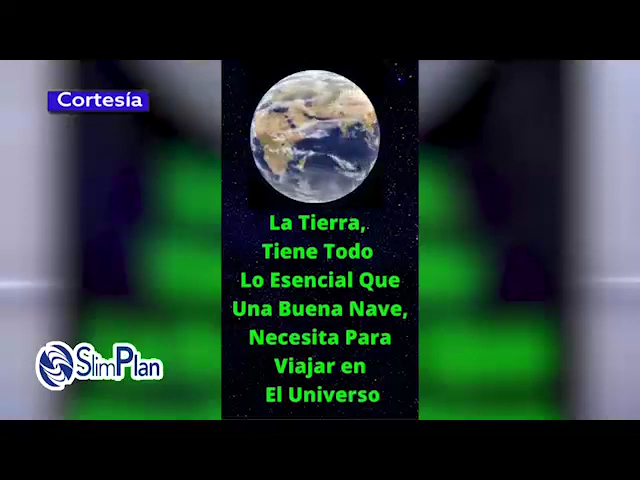 Cortesía
La Tierra,
Tiene Todo
Lo Esencial Que
Una Buena Nave,
Necesita Para
Viajar en
El Universo
SlimPlan